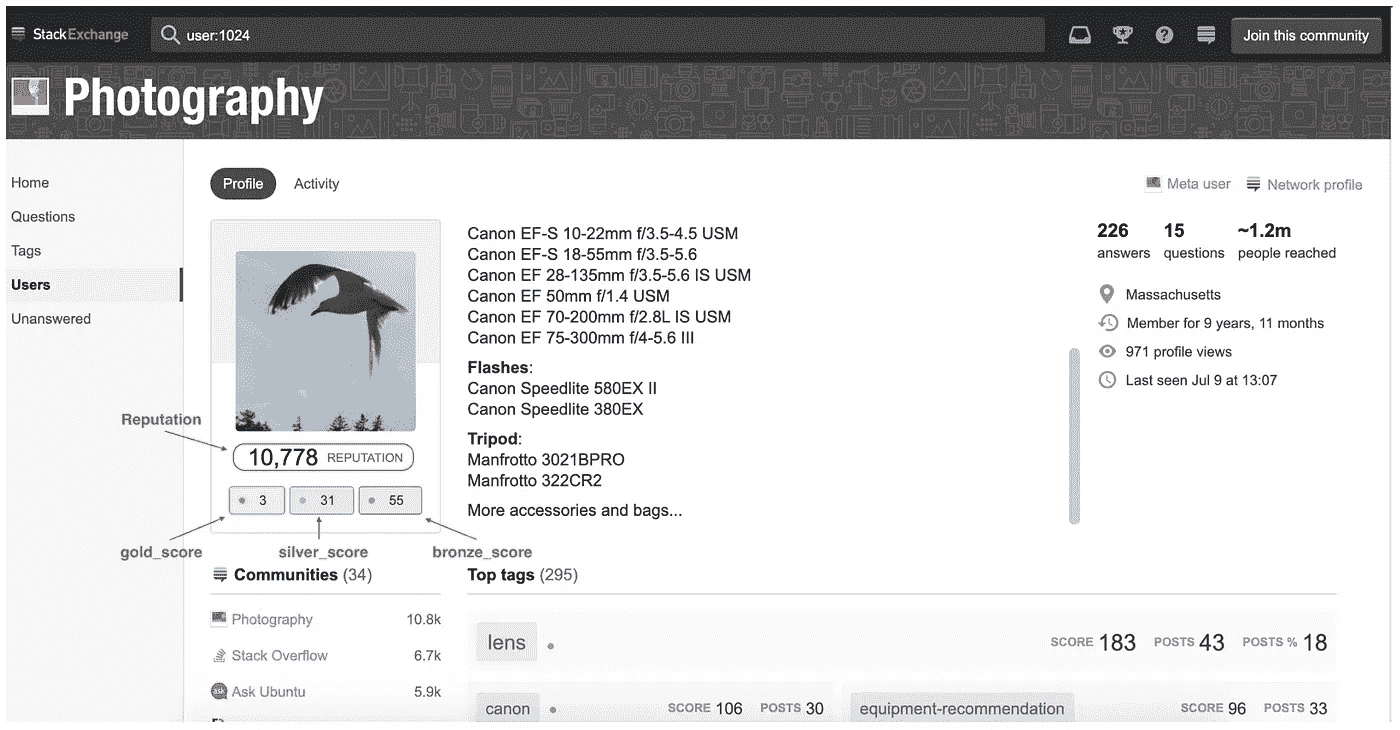 StackExchange
user:1024
Join this community
Photography
Home
Questions
Tags
Users
Unanswered
Profile
Activity
Meta user
Network profile
Canon EF-S 10-22mm f/3.5-4.5 USM
Canon EF-S 18-55mm f/3.5-5.6
Canon EF 28-135mm f/3.5-5.6 IS USM
Canon EF 50mm f/1.4 USM
Canon EF 70-200mm f/2.8L IS USM
Canon EF 75-300mm f/4-5.6 III
Flashes:
Canon Speedlite 580EX II
Canon Speedlite 380EX
Tripod:
Manfrotto 3021BPRO
Manfrotto 322CR2
More accessories and bags...
226 15 ~1.2m
answers questions people reached
Massachusetts
Member for 9 years, 11 months
971 profile views
Last seen Jul 9 at 13:07
Reputation
10,778 REPUTATION
3 31 55
gold_score silver_score bronze_score
Communities (34)
Photography 10.8k
Stack Overflow 6.7k
Ask Ubuntu 5.9k
Top tags (295)
lens SCORE 183 POSTS 43 POSTS % 18
canon SCORE 106 POSTS 30
equipment-recommendation SCORE 96 POSTS 33